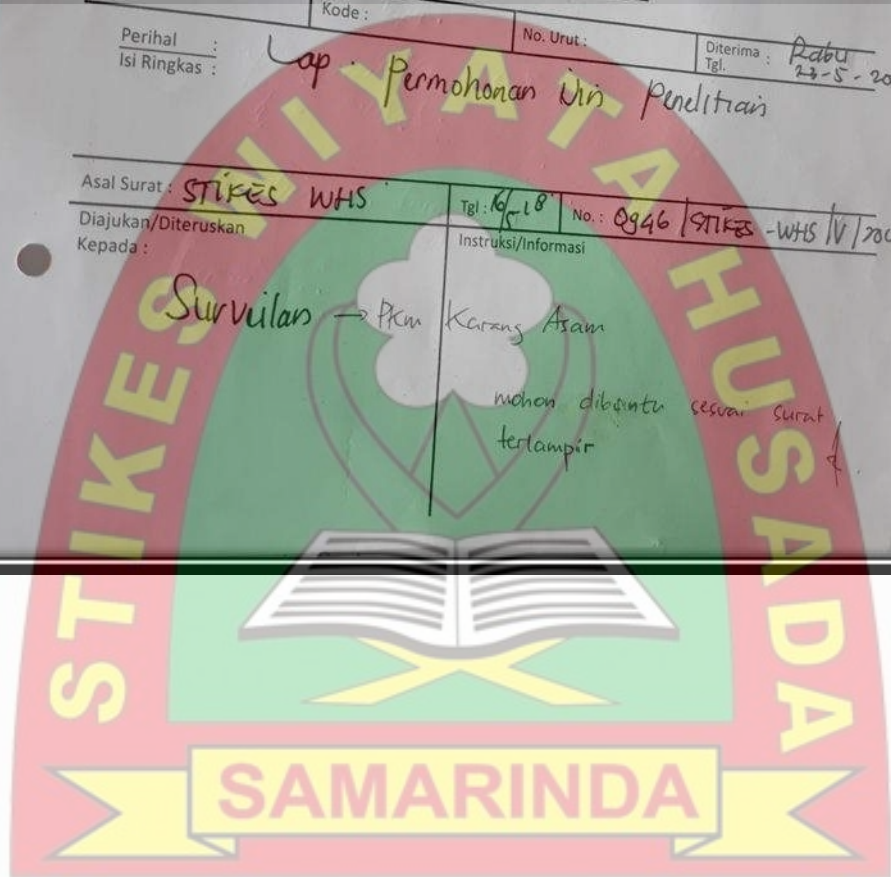 Kode :
No. Urut :
Diterima Tgl. : Rabu 23-5-20
Perihal :
Isi Ringkas :
Lap. Permohonan Izin Penelitian
Asal Surat : STIKES WHS
Tgl : 16/5-18
No. : 0946 /STIKES -WHS /V/
Diajukan/Diteruskan
Kepada :
Instruksi/Informasi
Survuilan → PKm Karang Asam
mohon dibantu sesuai surat
terlampir
STIKES WIYATA HUSADA
SAMARINDA